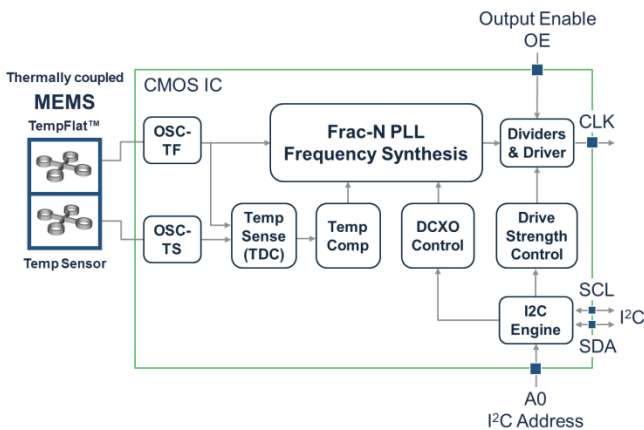 Output Enable
OE
Thermally coupled
MEMS
TempFlat™
CMOS IC
CLK
OSC-
TF
Frac-N PLL
Frequency Synthesis
Dividers
& Driver
OSC-
TS
Temp
Sense
(TDC)
Temp
Comp
DCXO
Control
Drive
Strength
Control
Temp Sensor
I2C
Engine
SCL
I²C
SDA
A0
I²C Address